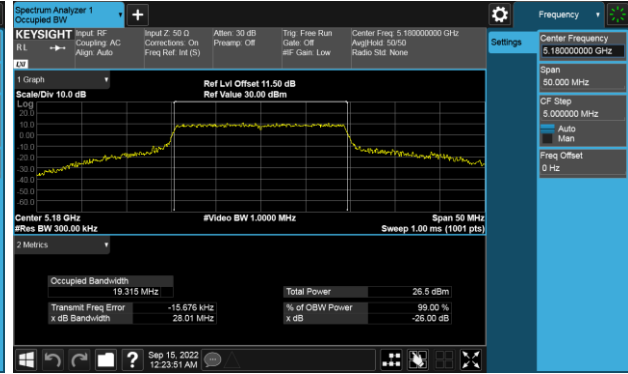 Spectrum Analyzer 1
Occupied BW
+
Frequency
KEYSIGHT
RL
LXI
Input: RF
Coupling: AC
Align: Auto
Input Z: 50 Ω
Corrections: On
Freq Ref: Int (S)
Atten: 30 dB
Preamp: Off
Trig: Free Run
Gate: Off
#IF Gain: Low
Center Freq: 5.180000000 GHz
Avg|Hold: 50/50
Radio Std: None
Settings
Center Frequency
5.180000000 GHz
Span
50.000 MHz
CF Step
5.000000 MHz
Auto
Man
Freq Offset
0 Hz
1 Graph
Scale/Div 10.0 dB
Ref Lvl Offset 11.50 dB
Ref Value 30.00 dBm
Log
20.0
10.0
0.00
-10.0
-20.0
-30.0
-40.0
-50.0
-60.0
Center 5.18 GHz
#Res BW 300.00 kHz
#Video BW 1.0000 MHz
Span 50 MHz
Sweep 1.00 ms (1001 pts)
2 Metrics
Occupied Bandwidth
19.315 MHz
Total Power 26.5 dBm
Transmit Freq Error -15.676 kHz
% of OBW Power 99.00 %
x dB Bandwidth 28.01 MHz
x dB -26.00 dB
?
Sep 15, 2022
12:23:51 AM